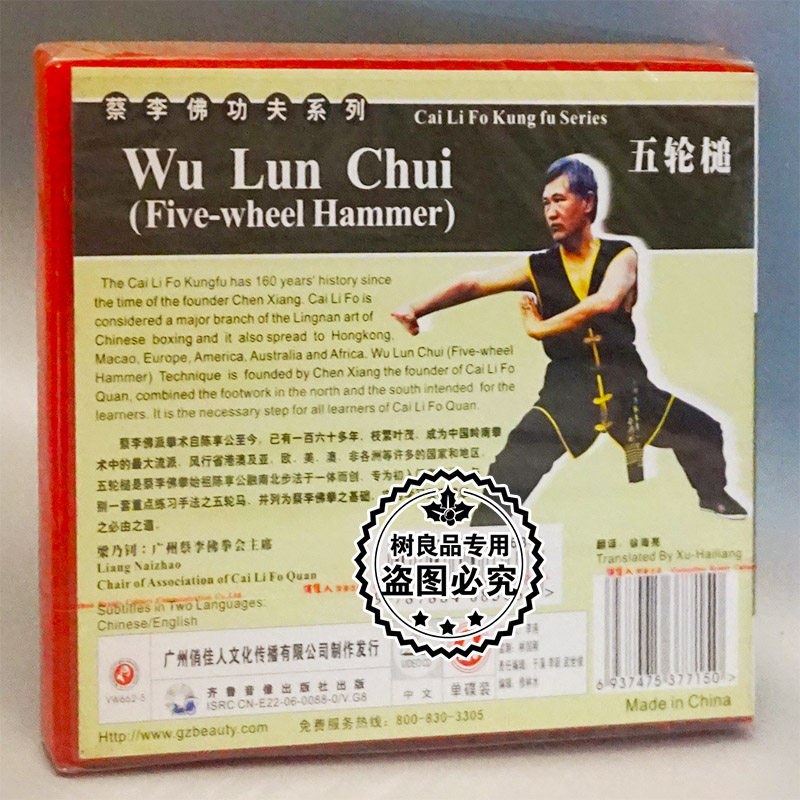 蔡李佛功夫系列
Cai Li Fo Kung fu Series
Wu Lun Chui
(Five-wheel Hammer)
五轮槌
The Cai Li Fo Kungfu has 160 years' history since
the time of the founder Chen Xiang. Cai Li Fo is
considered a major branch of the Lingnan art of
Chinese boxing and it also spread to Hongkong,
Macao, Europe, America, Australia and Africa. Wu Lun Chui (Five-wheel
Hammer) Technique is founded by Chen Xiang the founder of Cai Li Fo
Quan, combined the footwork in the north and the south intended for the
learners. It is the necessary step for all learners of Cai Li Fo Quan.
蔡李佛派拳术自陈享公至今，已有一百六十多年，枝繁叶茂，成为中国岭南拳
术中的最大流派，风行省港澳及亚、欧、美、澳、非各洲等许多的国家和地区。
五轮槌是蔡李佛拳始祖陈享公融南北步法于一体而创，专为初入
别一套重点练习手法之五轮马，并列为蔡李佛拳之基础，
之必由之道。
梁乃钊：广州蔡李佛拳会主席
Liang Naizhao
Chair of Association of Cai Li Fo Quan
翻译：徐海亮
Translated By Xu-Hailiang
Subtitles in Two Languages:
Chinese/English
树良品专用
盗图必究
广州俏佳人文化传播有限公司制作发行
齐鲁音像出版社出版
ISRC CN-E22-06-0088-0/V.G8
VW662-5
VIDEO CD
中文
单碟装
6 937475 377150 >
Made in China
Http://www.gzbeauty.com
免费服务热线：800-830-3305